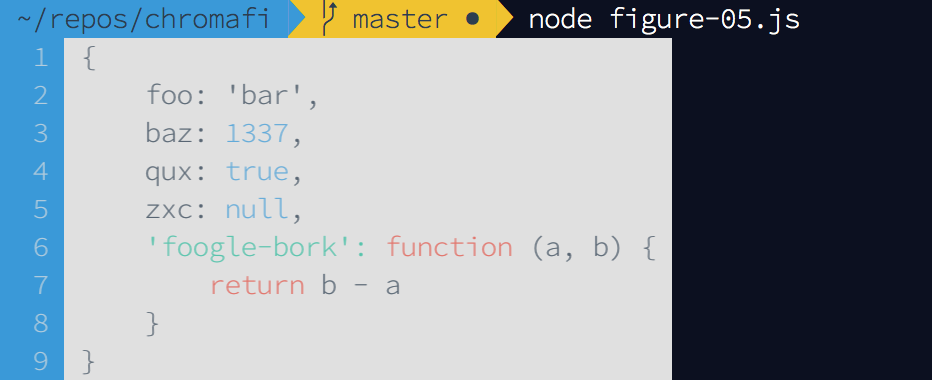 ~/repos/chromafi master ● node figure-05.js
1 {
2     foo: 'bar',
3     baz: 1337,
4     qux: true,
5     zxc: null,
6     'foogle-bork': function (a, b) {
7         return b - a
8     }
9 }